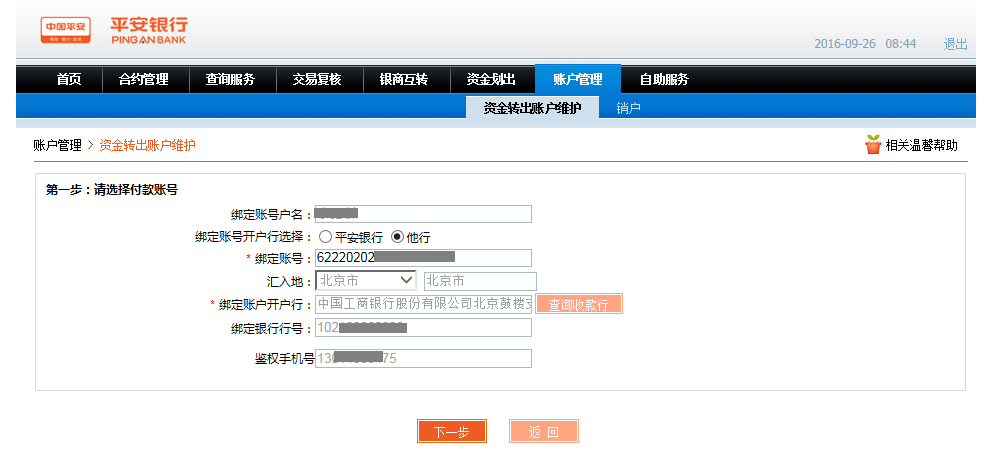 中国平安 平安银行
保险·银行·投资 PINGAN BANK
2016-09-26 08:44 退出
首页 合约管理 查询服务 交易复核 银商互转 资金划出 账户管理 自助服务
资金转出账户维护 销户
账户管理 > 资金转出账户维护 相关温馨帮助
第一步：请选择付款账号
绑定账号户名：
绑定账号开户行选择： 平安银行 他行
* 绑定账号： 62220202
汇入地： 北京市 北京市
* 绑定账户开户行： 中国工商银行股份有限公司北京鼓楼支 查询收款行
绑定银行行号： 102
鉴权手机号 130 75
下一步 返 回